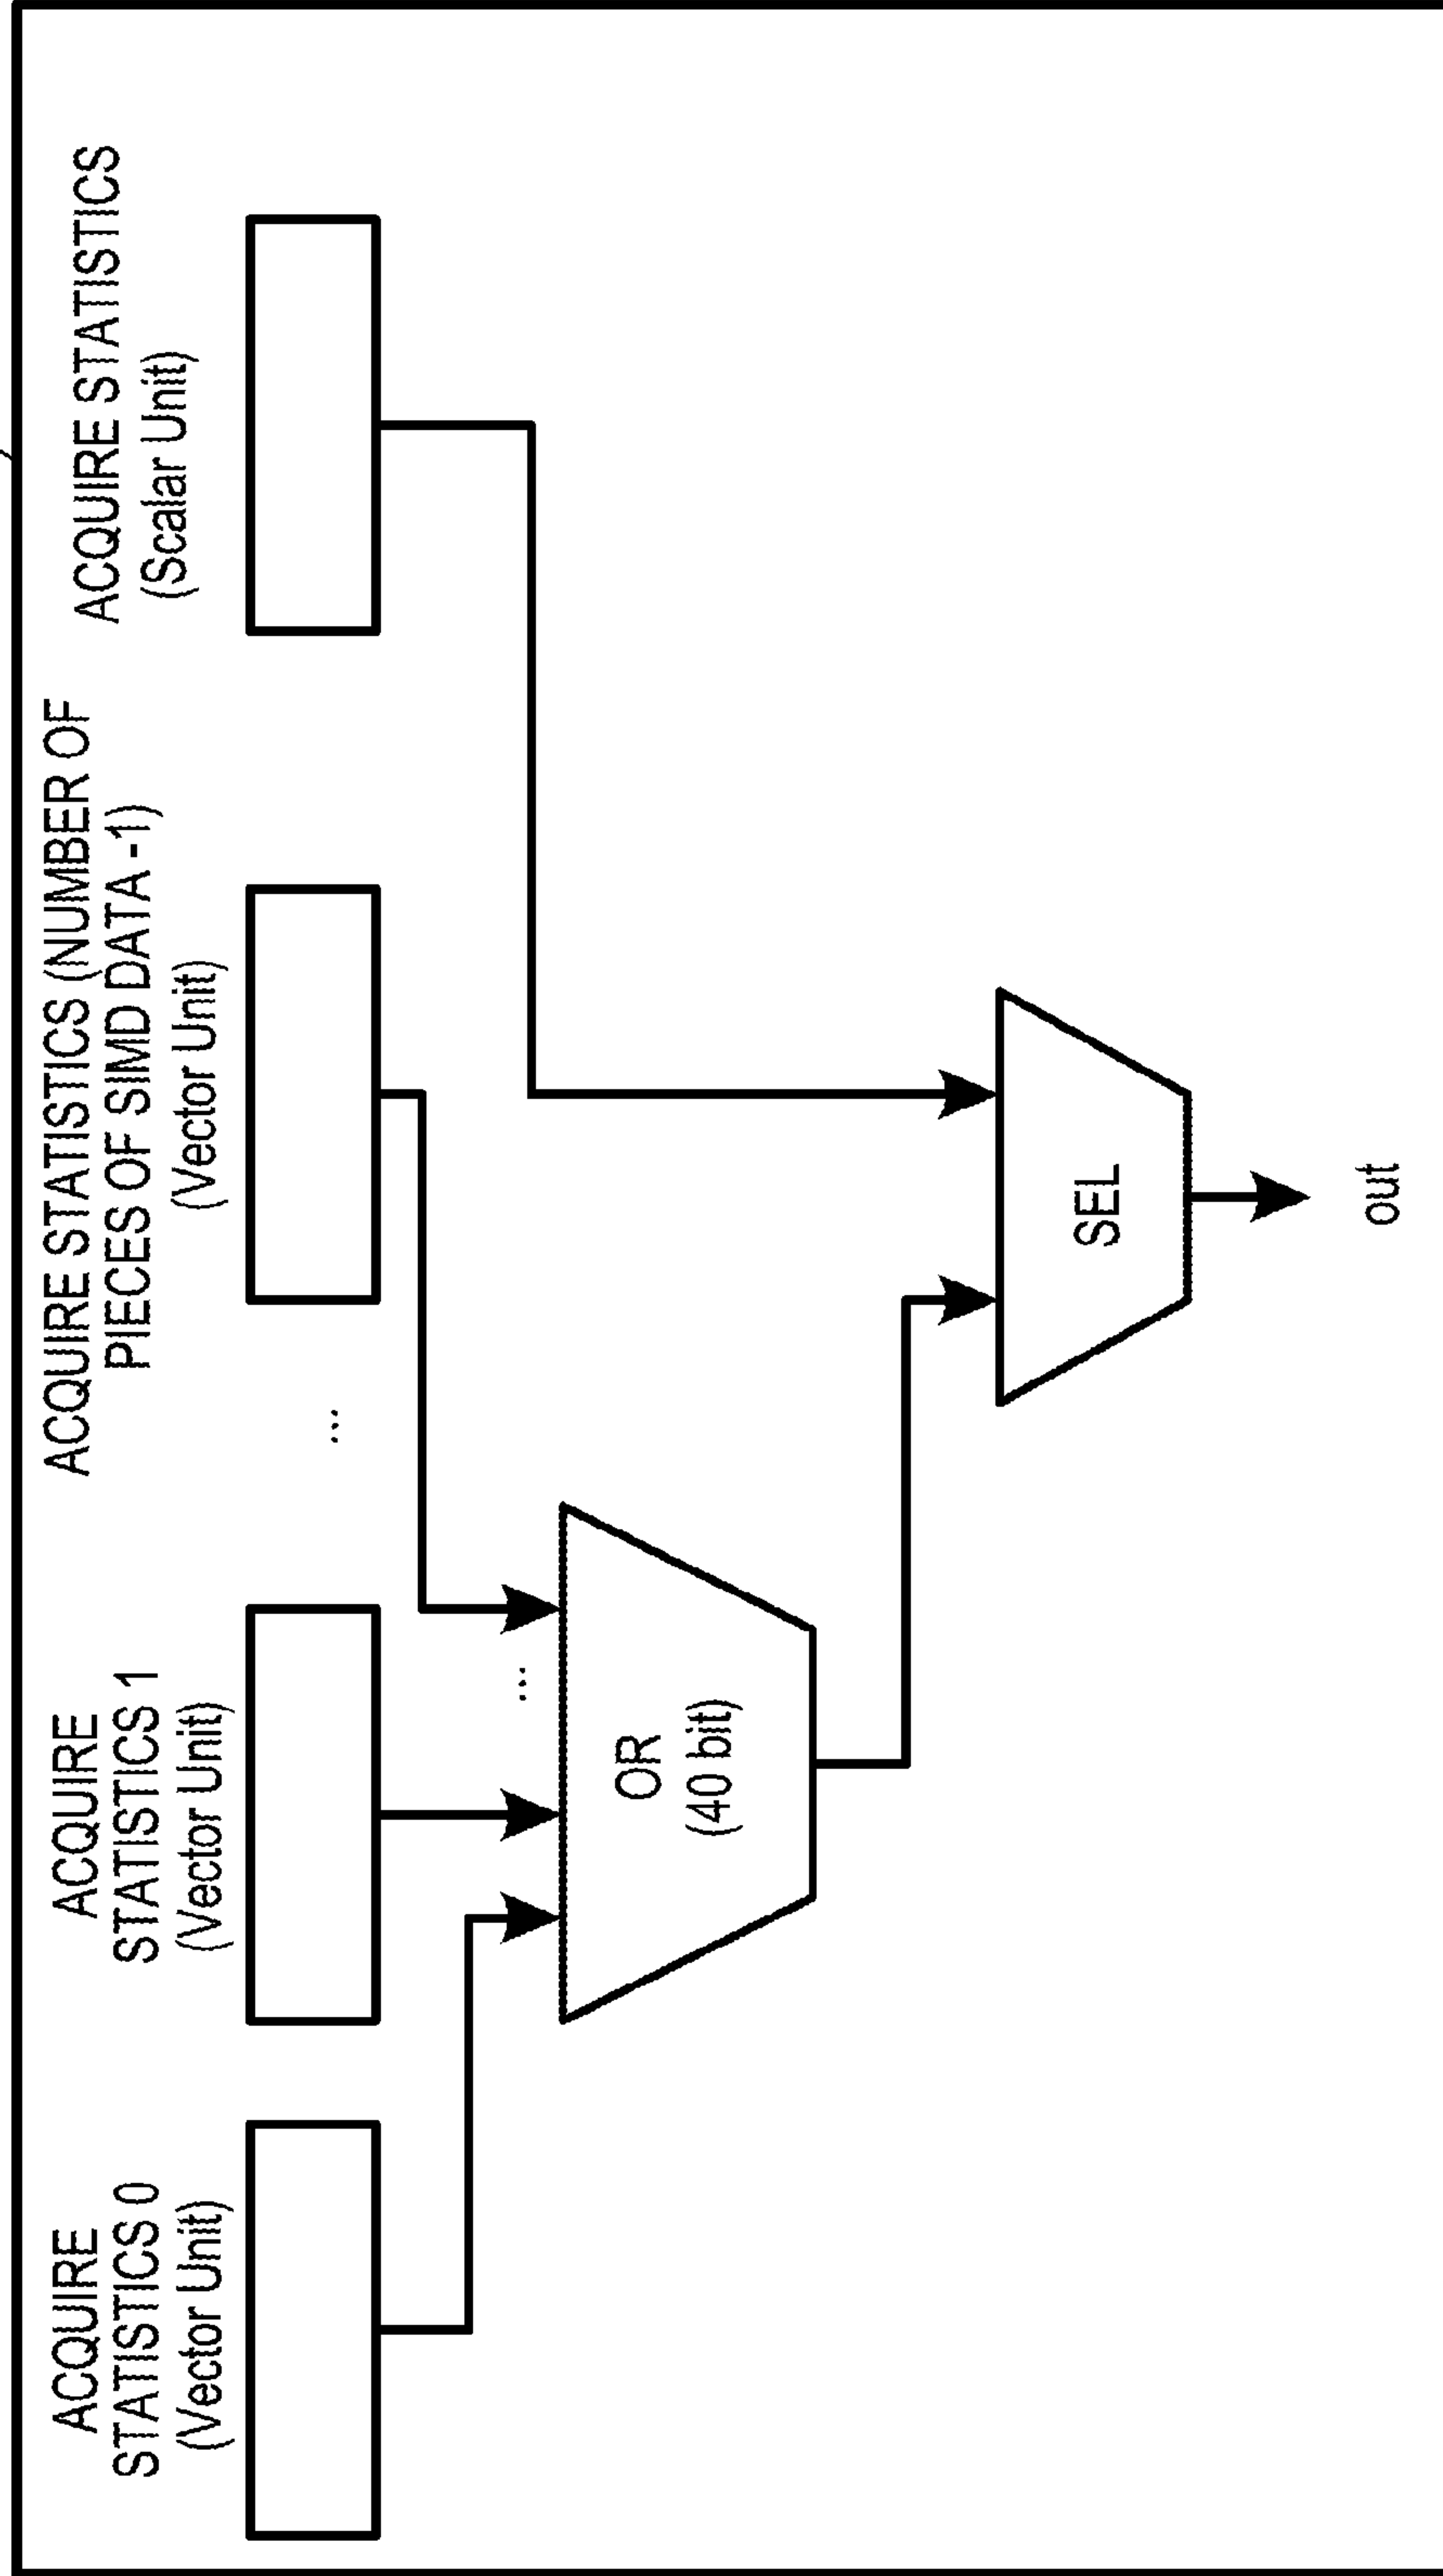 ACQUIRE
STATISTICS 0
(Vector Unit)
ACQUIRE
STATISTICS 1
(Vector Unit)
...
ACQUIRE STATISTICS (NUMBER OF
PIECES OF SIMD DATA -1)
(Vector Unit)
ACQUIRE STATISTICS
(Scalar Unit)
...
OR
(40 bit)
SEL
out